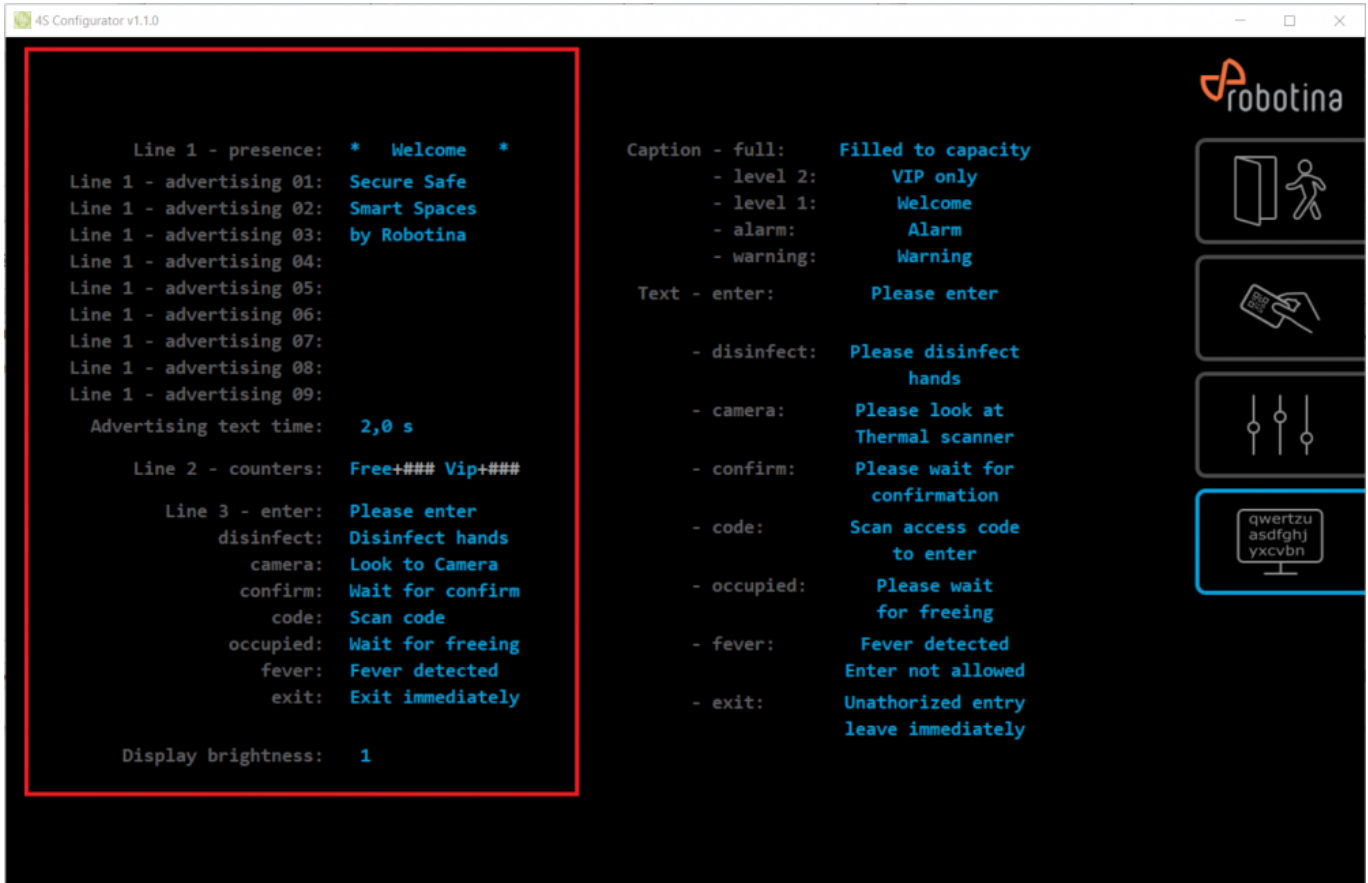 4S Configurator v1.1.0
robotina
Line 1 - presence: * Welcome *
Line 1 - advertising 01: Secure Safe
Line 1 - advertising 02: Smart Spaces
Line 1 - advertising 03: by Robotina
Line 1 - advertising 04:
Line 1 - advertising 05:
Line 1 - advertising 06:
Line 1 - advertising 07:
Line 1 - advertising 08:
Line 1 - advertising 09:
Advertising text time: 2,0 s
Line 2 - counters: Free+### Vip+###
Line 3 - enter: Please enter
disinfect: Disinfect hands
camera: Look to Camera
confirm: Wait for confirm
code: Scan code
occupied: Wait for freeing
fever: Fever detected
exit: Exit immediately
Display brightness: 1
Caption - full: Filled to capacity
- level 2: VIP only
- level 1: Welcome
- alarm: Alarm
- warning: Warning
Text - enter: Please enter
- disinfect: Please disinfect
hands
- camera: Please look at
Thermal scanner
- confirm: Please wait for
confirmation
- code: Scan access code
to enter
- occupied: Please wait
for freeing
- fever: Fever detected
Enter not allowed
- exit: Unathorized entry
leave immediately
qwertzu
asdfghj
yxcvbn